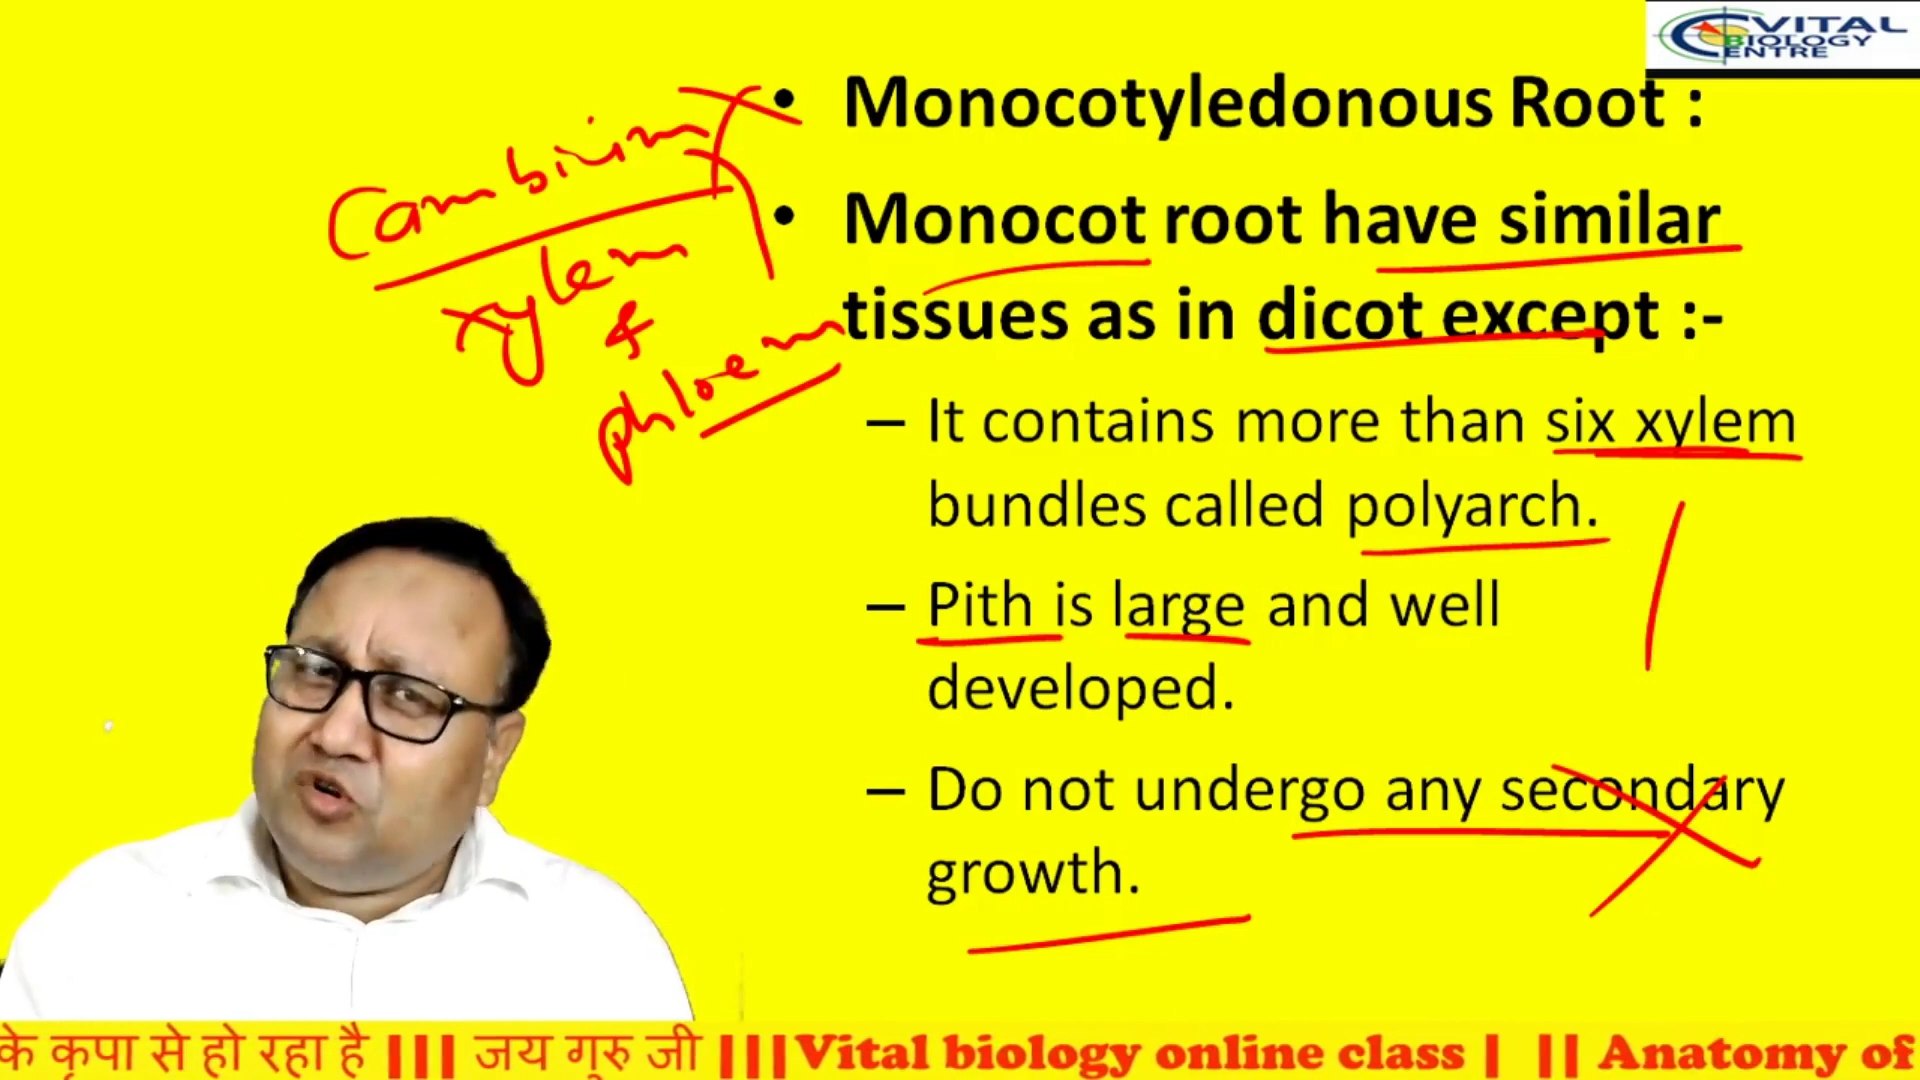 VITAL
BIOLOGY
CENTRE
• Monocotyledonous Root :
• Monocot root have similar
tissues as in dicot except :-
– It contains more than six xylem
bundles called polyarch.
– Pith is large and well
developed.
– Do not undergo any secondary
growth.
Cambium
xylem
&
phloem
के कृपा से हो रहा है ||| जय गुरु जी |||Vital biology online class | || Anatomy of